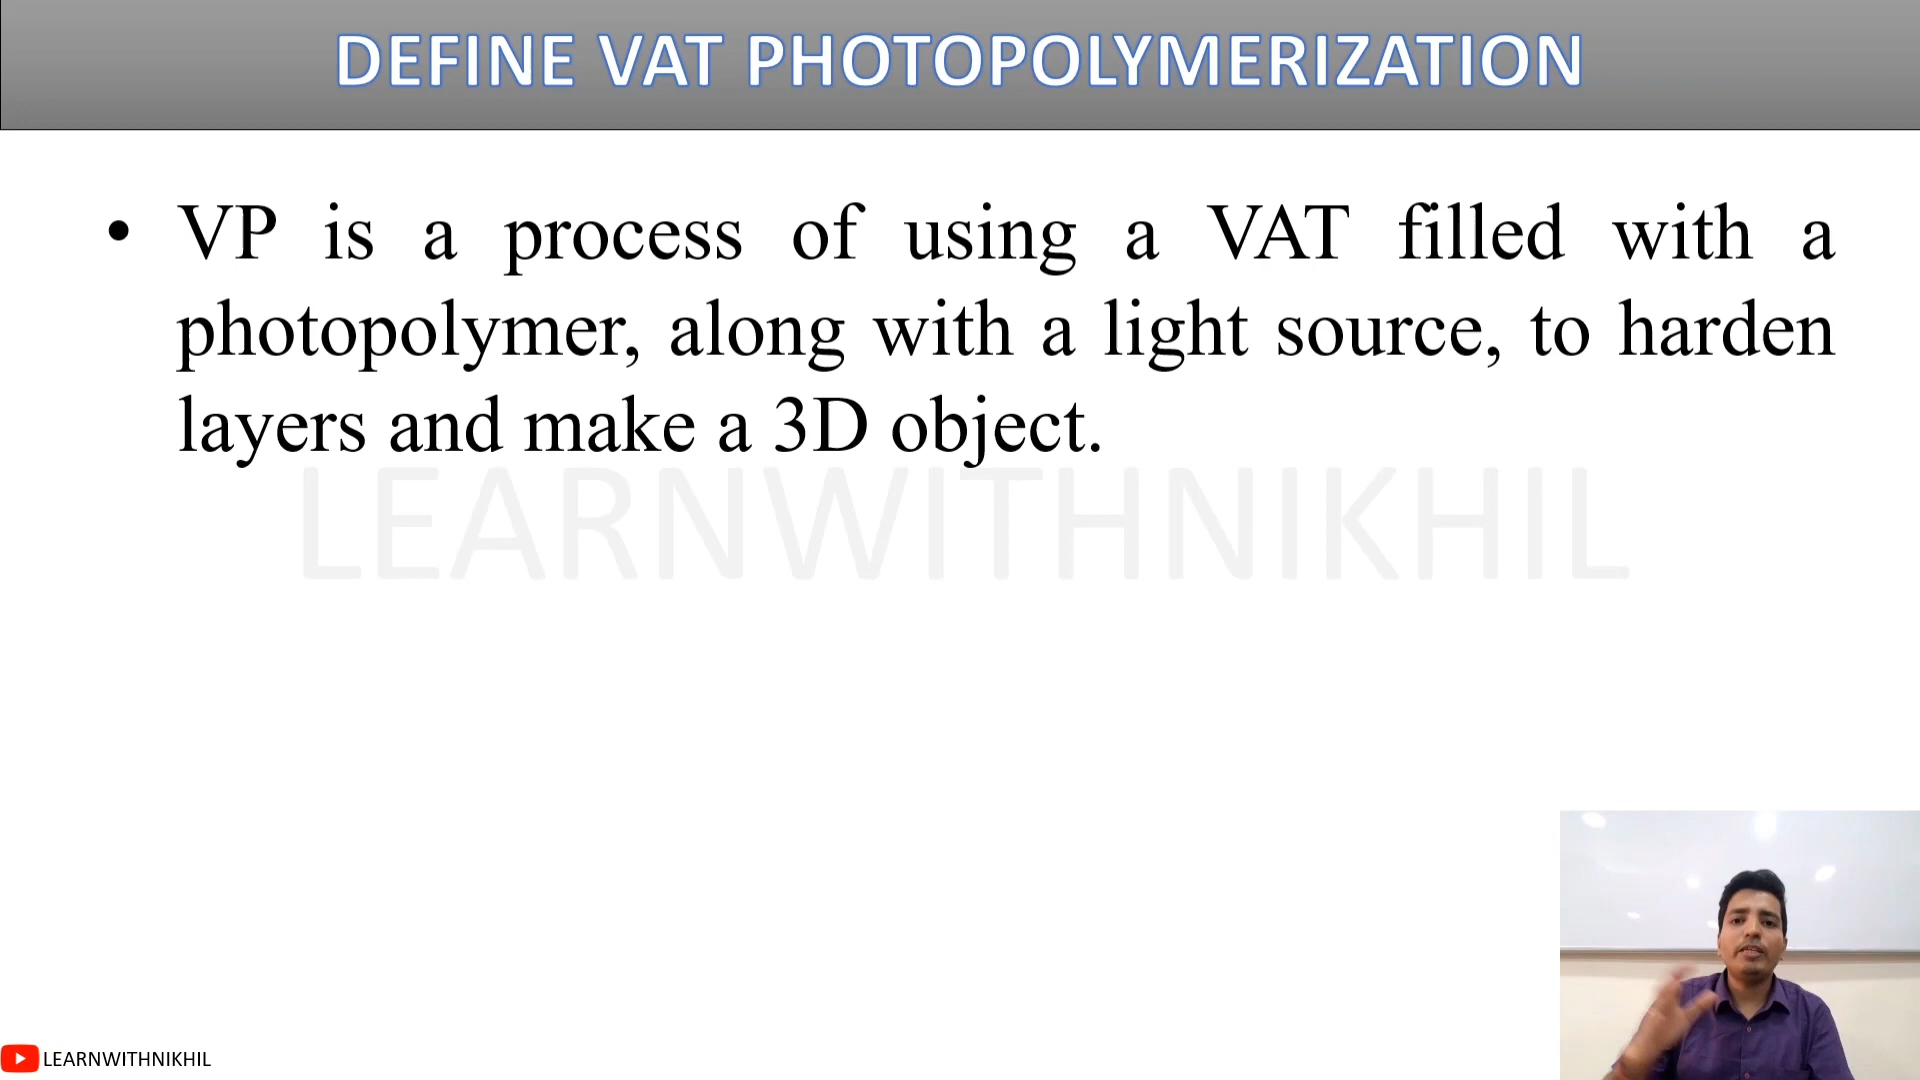 DEFINE VAT PHOTOPOLYMERIZATION
• VP is a process of using a VAT filled with a
photopolymer, along with a light source, to harden
layers and make a 3D object.
LEARNWITHNIKHIL
LEARNWITHNIKHIL